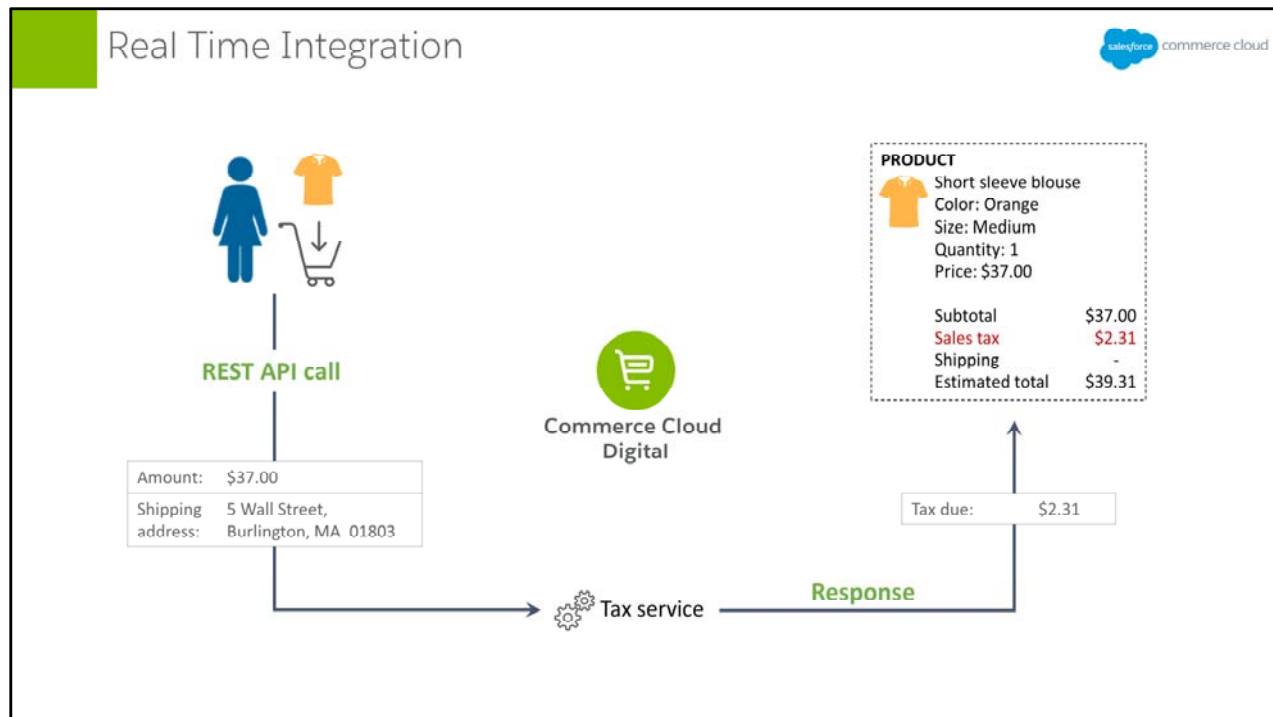 Real Time Integration
salesforce commerce cloud
REST API call
Amount: $37.00
Shipping address: 5 Wall Street,
Burlington, MA 01803
Commerce Cloud
Digital
Tax service
Response
Tax due: $2.31
PRODUCT
Short sleeve blouse
Color: Orange
Size: Medium
Quantity: 1
Price: $37.00
Subtotal $37.00
Sales tax $2.31
Shipping -
Estimated total $39.31